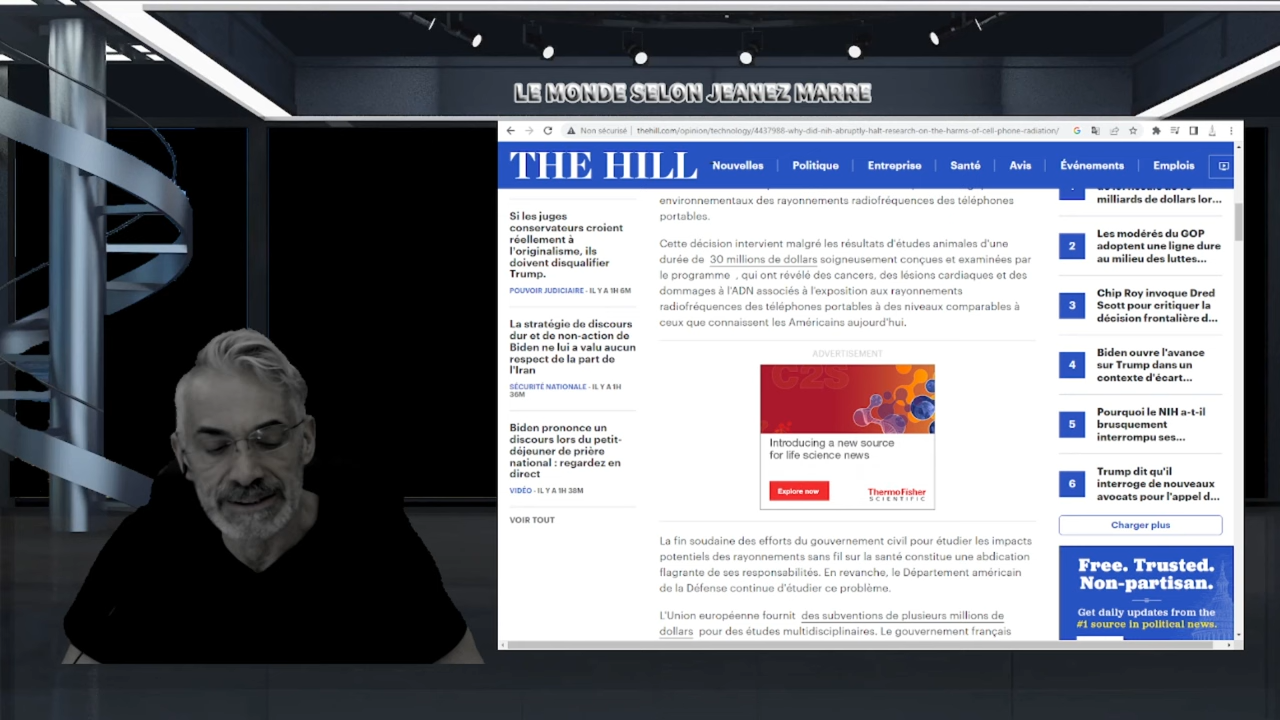 LE MONDE SELON JEANEZ MARRE
Non sécurisé | thehill.com/opinion/technology/4437988-why-did-nih-abruptly-halt-research-on-the-harms-of-cell-phone-radiation/
THE HILL
Nouvelles | Politique | Entreprise | Santé | Avis | Événements | Emplois
Si les juges
conservateurs croient
réellement à
l'originalisme, ils
doivent disqualifier
Trump.
POUVOIR JUDICIAIRE - IL Y A 1H 6M
La stratégie de discours
dur et de non-action de
Biden ne lui a valu aucun
respect de la part de
l'Iran
SÉCURITÉ NATIONALE - IL Y A 1H
36M
Biden prononce un
discours lors du petit-
déjeuner de prière
national : regardez en
direct
VIDÉO - IL Y A 1H 38M
VOIR TOUT
environnementaux des rayonnements radiofréquences des téléphones
portables.
Cette décision intervient malgré les résultats d'études animales d'une
durée de 30 millions de dollars soigneusement conçues et examinées par
le programme , qui ont révélé des cancers, des lésions cardiaques et des
dommages à l'ADN associés à l'exposition aux rayonnements
radiofréquences des téléphones portables à des niveaux comparables à
ceux que connaissent les Américains aujourd'hui.
ADVERTISEMENT
C2S
Introducing a new source
for life science news
Explore now
ThermoFisher
SCIENTIFIC
La fin soudaine des efforts du gouvernement civil pour étudier les impacts
potentiels des rayonnements sans fil sur la santé constitue une abdication
flagrante de ses responsabilités. En revanche, le Département américain
de la Défense continue d'étudier ce problème.
L'Union européenne fournit des subventions de plusieurs millions de
dollars pour des études multidisciplinaires. Le gouvernement français
milliards de dollars lor...
2
Les modérés du GOP
adoptent une ligne dure
au milieu des luttes...
3
Chip Roy invoque Dred
Scott pour critiquer la
décision frontalière d...
4
Biden ouvre l'avance
sur Trump dans un
contexte d'écart...
5
Pourquoi le NIH a-t-il
brusquement
interrompu ses...
6
Trump dit qu'il
interroge de nouveaux
avocats pour l'appel d...
Charger plus
Free. Trusted.
Non-partisan.
Get daily updates from the
#1 source in political news.